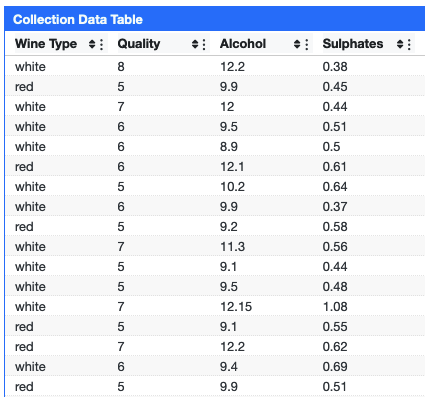 Collection Data Table
Wine Type Quality Alcohol Sulphates
white 8 12.2 0.38
red 5 9.9 0.45
white 7 12 0.44
white 6 9.5 0.51
white 6 8.9 0.5
red 6 12.1 0.61
white 5 10.2 0.64
white 6 9.9 0.37
red 5 9.2 0.58
white 7 11.3 0.56
white 5 9.1 0.44
white 5 9.5 0.48
white 7 12.15 1.08
red 5 9.1 0.55
red 7 12.2 0.62
white 6 9.4 0.69
red 5 9.9 0.51